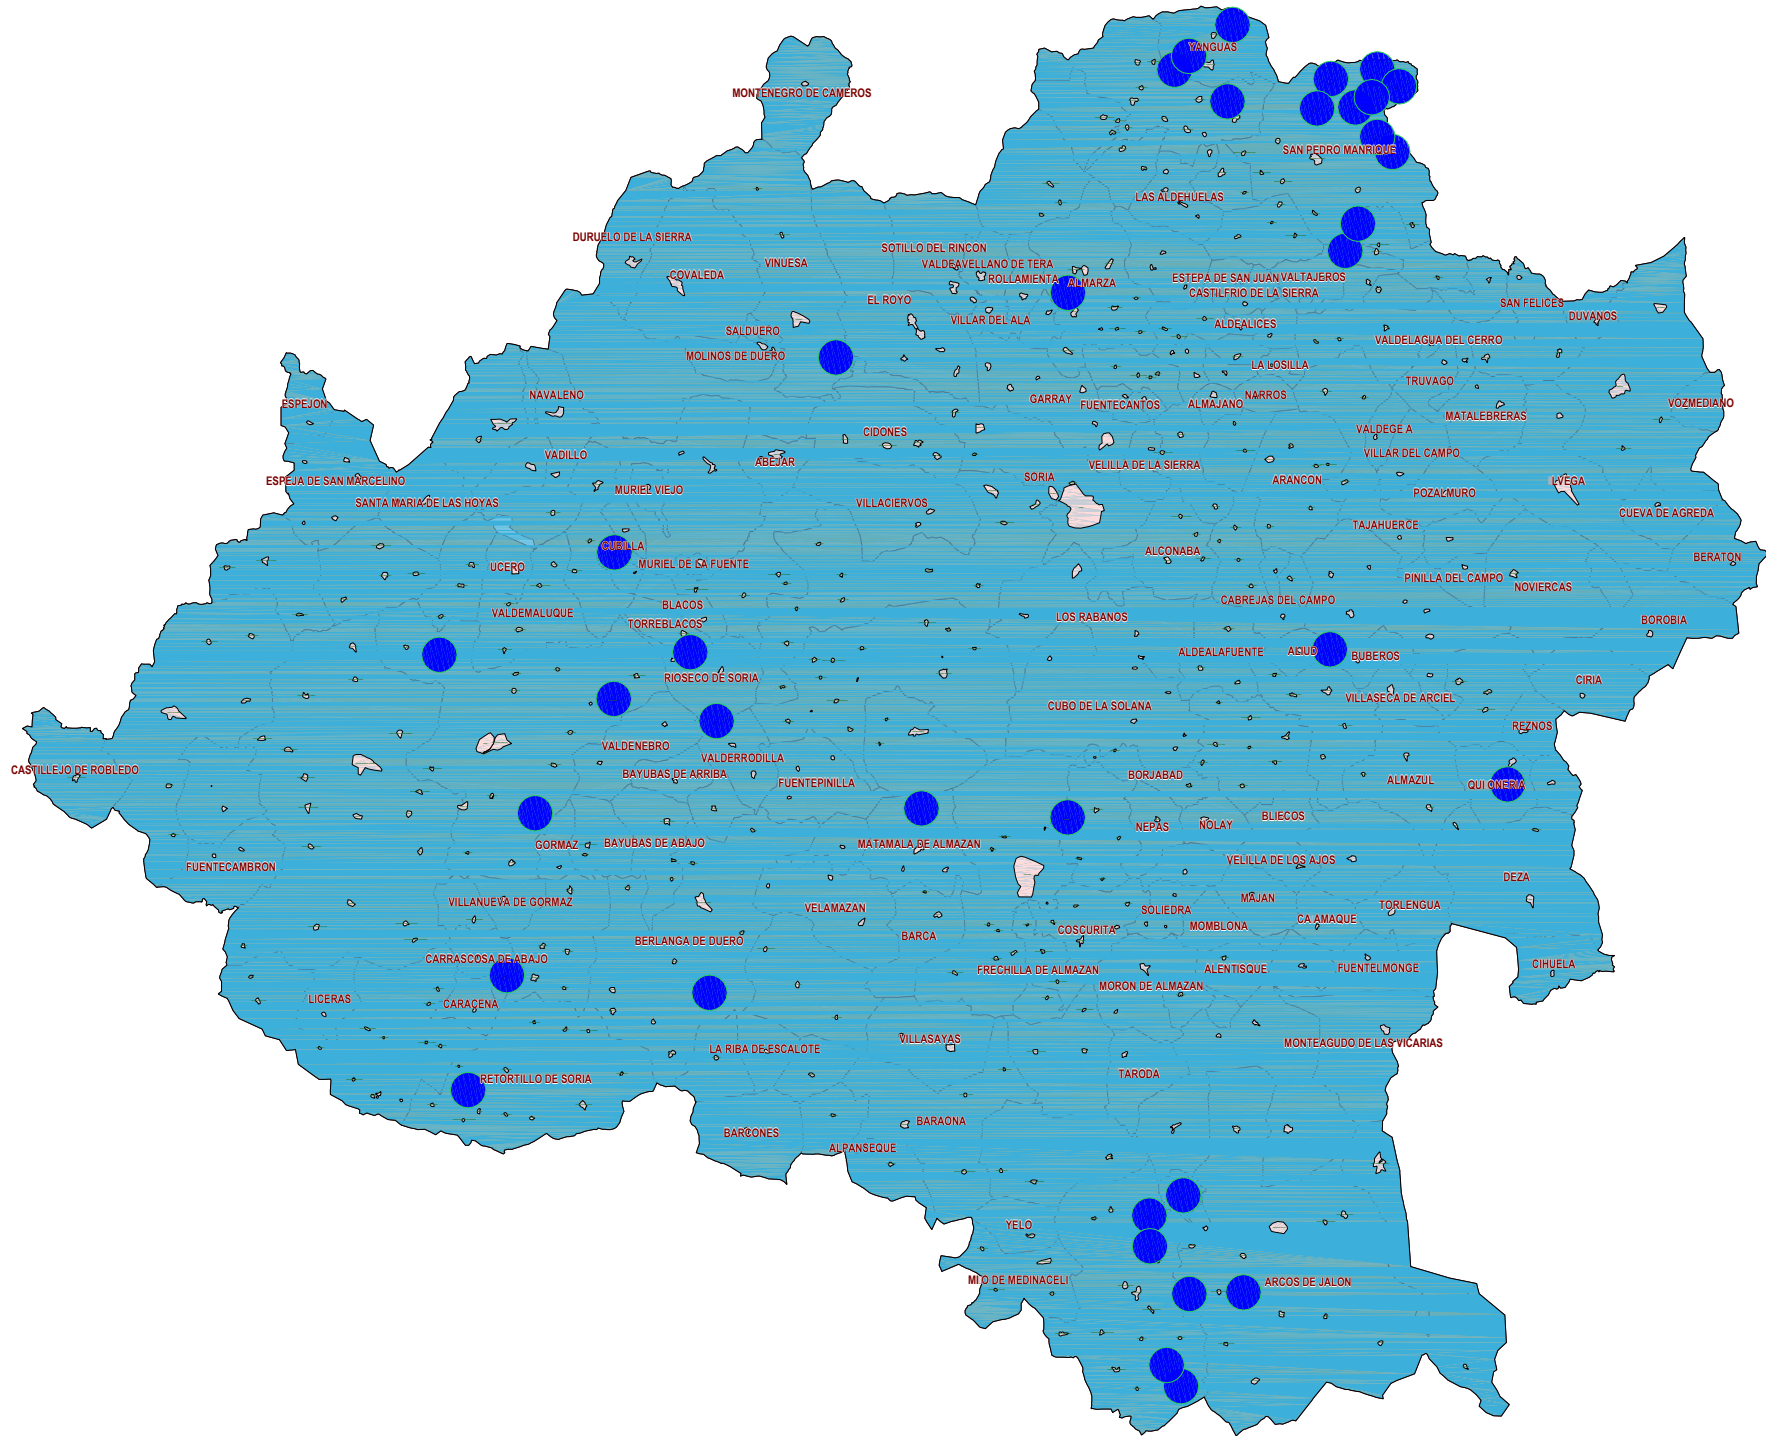 YANGUAS
MONTENEGRO DE CAMEROS
SAN PEDRO MANRIQUE
LAS ALDEHUELAS
DURUELO DE LA SIERRA
SOTILLO DEL RINCON
VINUESA
VALDEAVELLANO DE TERA
COVALEDA
ROLLAMIENTA
ALMARZA
ESTEPA DE SAN JUAN
VALTAJEROS
CASTILFRIO DE LA SIERRA
EL ROYO
SAN FELICES
DUVANOS
VILLAR DEL ALA
ALDEALICES
SALDUERO
VALDELAGUA DEL CERRO
MOLINOS DE DUERO
LA LOSILLA
TRUVAGO
NAVALENO
NARROS
GARRAY
FUENTECANTOS
ALMAJANO
ESPEJON
VOZMEDIANO
MATALEBRERAS
CIDONES
VALDEGE A
VADILLO
VILLAR DEL CAMPO
ABEJAR
VELILLA DE LA SIERRA
SORIA
ARANCON
ESPEJA DE SAN MARCELINO
LVEGA
MURIEL VIEJO
POZALMURO
SANTA MARIA DE LAS HOYAS
VILLACIERVOS
CUEVA DE AGREDA
TAJAHUERCE
CUBILLA
ALCONABA
BERATON
MURIEL DE LA FUENTE
UCERO
PINILLA DEL CAMPO
NOVIERCAS
CABREJAS DEL CAMPO
BLACOS
VALDEMALUQUE
LOS RABANOS
BOROBIA
TORREBLACOS
ALDEALAFUENTE
ALIUD
BUBEROS
RIOSECO DE SORIA
CIRIA
VILLASECA DE ARCIEL
CUBO DE LA SOLANA
REZNOS
VALDENEBRO
VALDERRODILLA
CASTILLEJO DE ROBLEDO
BAYUBAS DE ARRIBA
BORJABAD
ALMAZUL
FUENTEPINILLA
QUI ONERIA
BLIECOS
NEPAS
NOLAY
GORMAZ
BAYUBAS DE ABAJO
MATAMALA DE ALMAZAN
VELILLA DE LOS AJOS
FUENTECAMBRON
DEZA
MAJAN
VILLANUEVA DE GORMAZ
TORLENGUA
VELAMAZAN
SOLIEDRA
CA AMAQUE
MOMBLONA
COSCURITA
BARCA
BERLANGA DE DUERO
CARRASCOSA DE ABAJO
CIHUELA
FRECHILLA DE ALMAZAN
ALENTISQUE
FUENTELMONGE
MORON DE ALMAZAN
LICERAS
CARACENA
VILLASAYAS
MONTEAGUDO DE LAS VICARIAS
LA RIBA DE ESCALOTE
TARODA
RETORTILLO DE SORIA
BARAONA
BARCONES
ALPANSEQUE
YELO
MI O DE MEDINACELI
ARCOS DE JALON